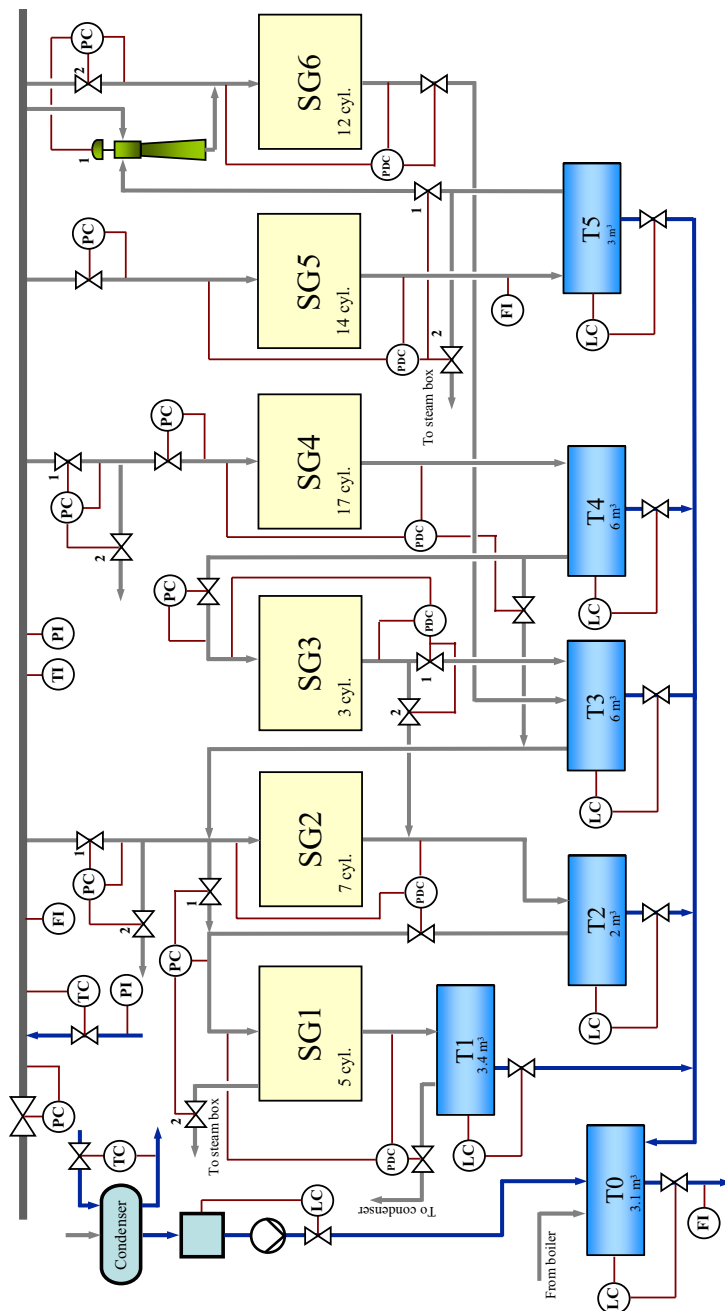 PC
FI
TI
PI
TC
TC
PC
1
2
PC
1
2
PC
PC
2
1
Condenser
PI
PC
1
2
PC
PC
To steam box
LC
SG1
5 cyl.
SG2
7 cyl.
SG3
3 cyl.
SG4
17 cyl.
SG5
14 cyl.
SG6
12 cyl.
To condenser
PDC
PDC
PDC
1
2
PDC
PDC
1
2
PDC
To steam box
LC
T1
3.4 m³
FI
From boiler
LC
T0
3.1 m³
FI
LC
T2
2 m³
LC
T3
6 m³
LC
T4
6 m³
LC
T5
3 m³